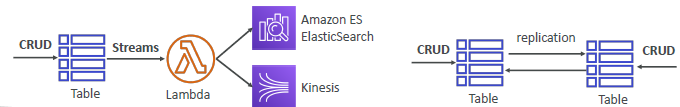 CRUD
Streams
Table
Lambda
Amazon ES
ElasticSearch
Kinesis
CRUD
replication
CRUD
Table
Table